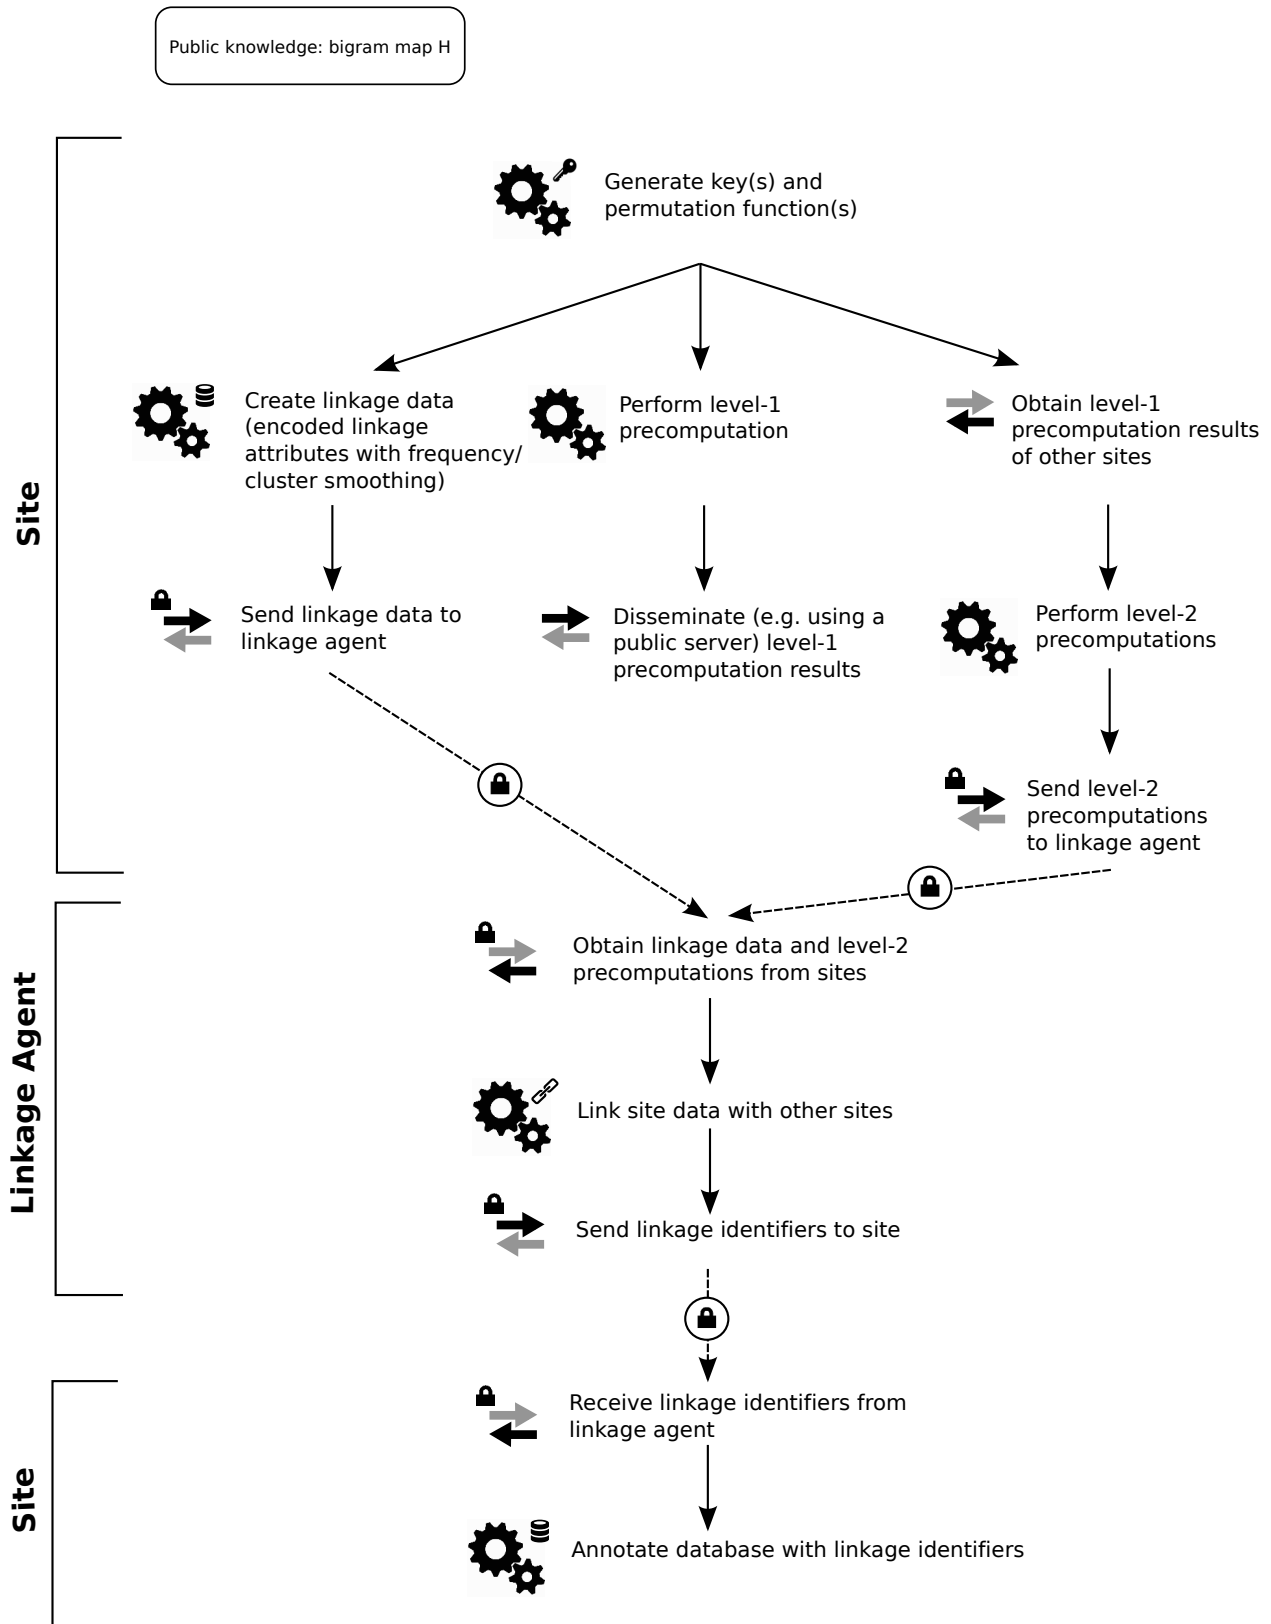 Public knowledge: bigram map H
Site
Generate key(s) and
permutation function(s)
Create linkage data
(encoded linkage
attributes with frequency/
cluster smoothing)
Perform level-1
precomputation
Obtain level-1
precomputation results
of other sites
Send linkage data to
linkage agent
Disseminate (e.g. using a
public server) level-1
precomputation results
Perform level-2
precomputations
Send level-2
precomputations
to linkage agent
Linkage Agent
Obtain linkage data and level-2
precomputations from sites
Link site data with other sites
Send linkage identifiers to site
Site
Receive linkage identifiers from
linkage agent
Annotate database with linkage identifiers